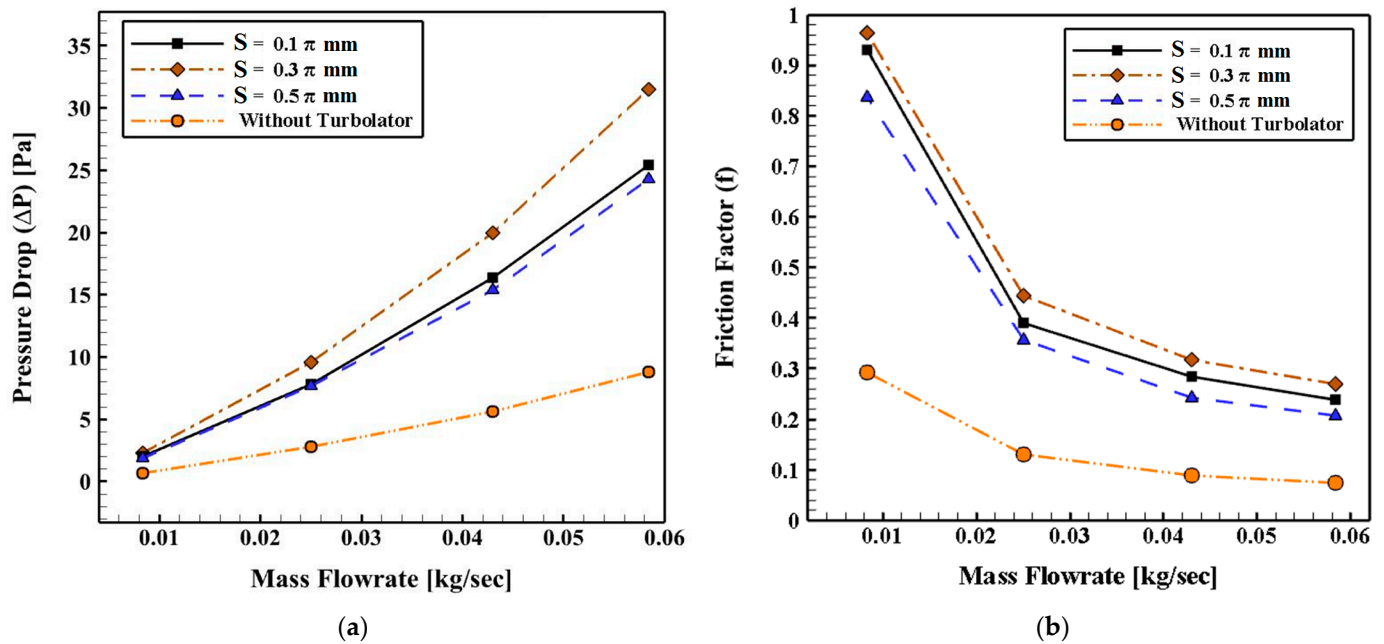 S = 0.1 π mm
S = 0.3 π mm
S = 0.5 π mm
Without Turbolator
Pressure Drop (ΔP) [Pa]
35
30
25
20
15
10
5
0
0.01 0.02 0.03 0.04 0.05 0.06
Mass Flowrate [kg/sec]
(a)
S = 0.1 π mm
S = 0.3 π mm
S = 0.5 π mm
Without Turbolator
Friction Factor (f)
1
0.9
0.8
0.7
0.6
0.5
0.4
0.3
0.2
0.1
0
0.01 0.02 0.03 0.04 0.05 0.06
Mass Flowrate [kg/sec]
(b)